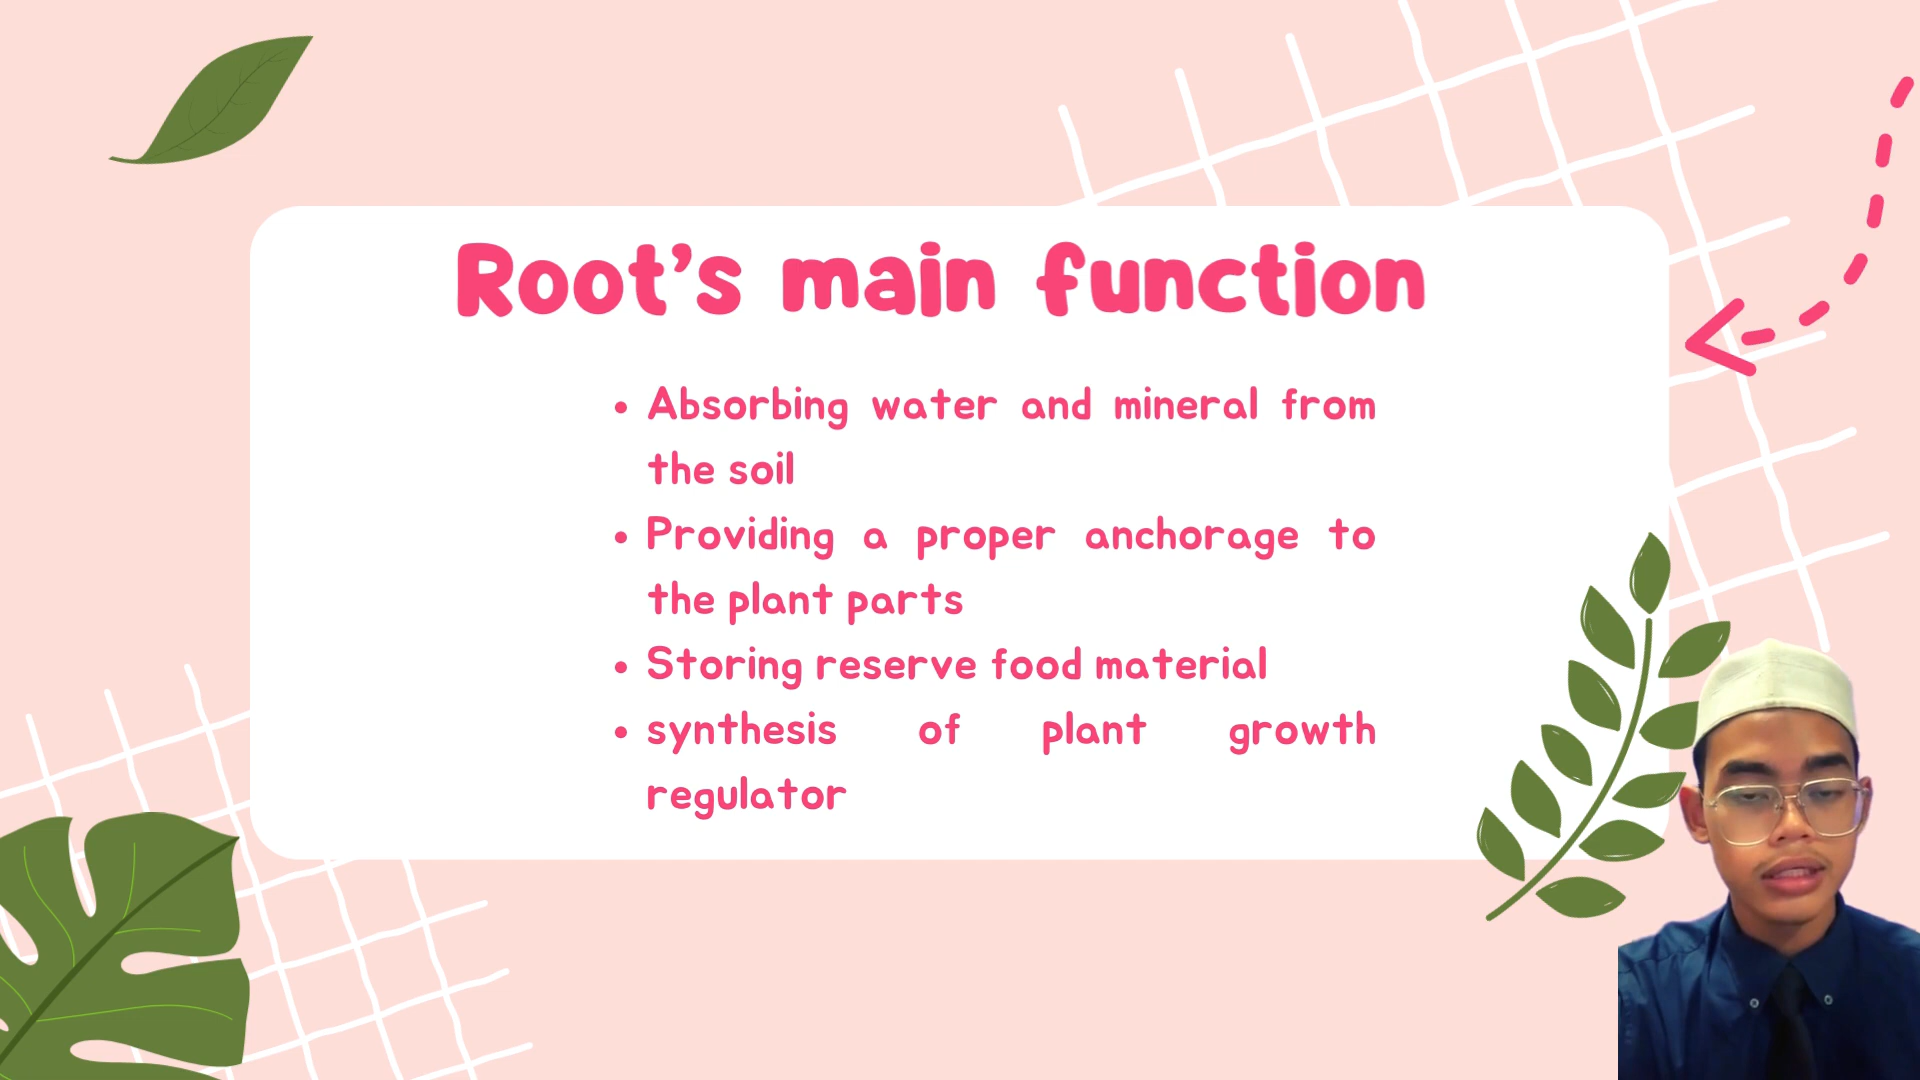 Root’s main function
• Absorbing water and mineral from
the soil
• Providing a proper anchorage to
the plant parts
• Storing reserve food material
• synthesis of plant growth
regulator